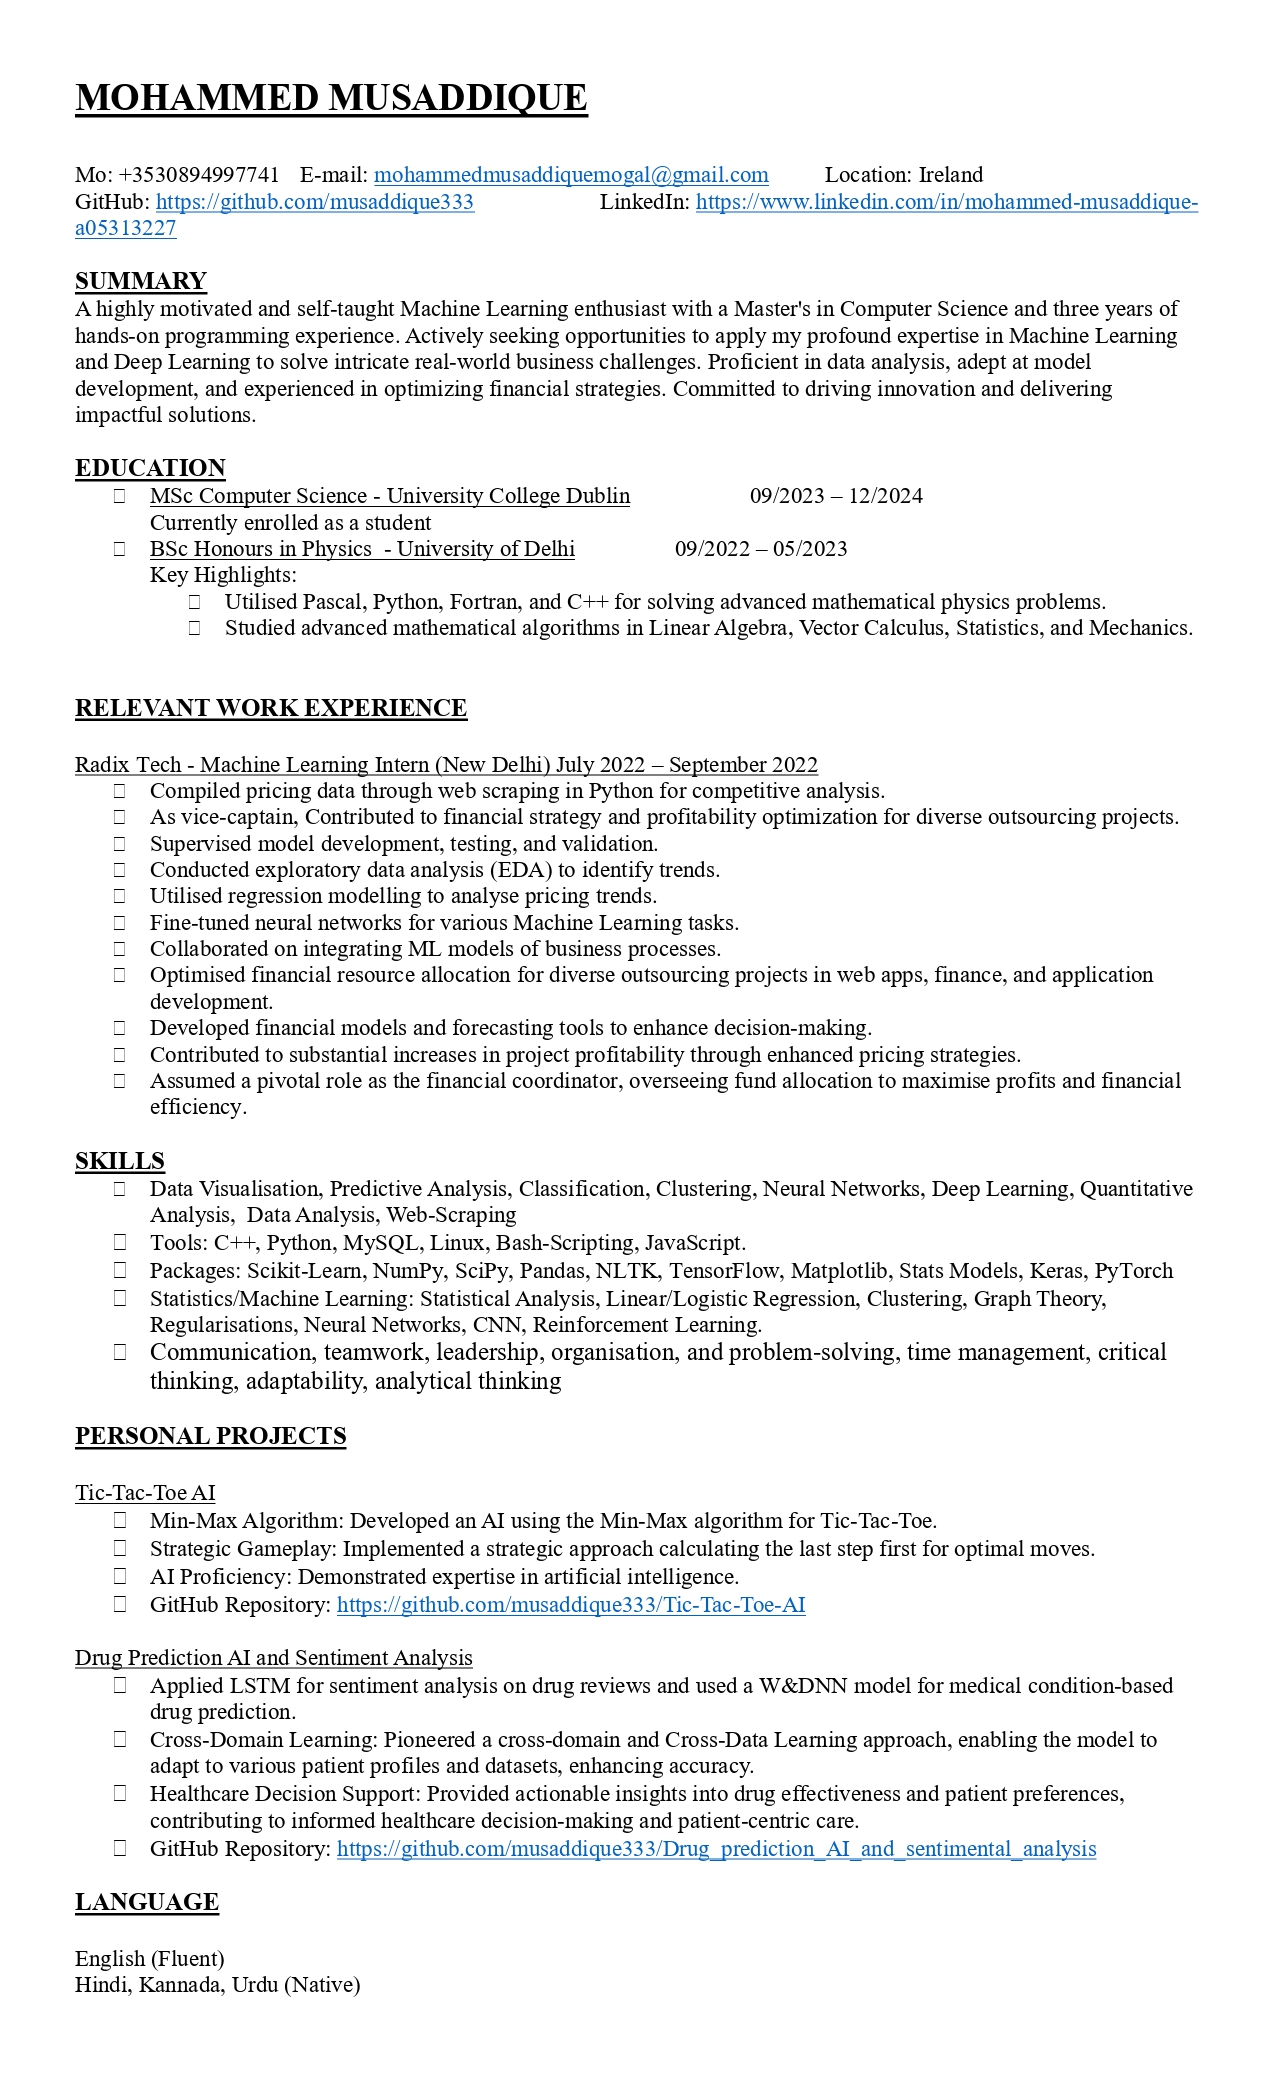 MOHAMMED MUSADDIQUE
Mo: +3530894997741 E-mail: mohammedmusaddiquemogal@gmail.com Location: Ireland
GitHub: https://github.com/musaddique333 LinkedIn: https://www.linkedin.com/in/mohammed-musaddique-
a05313227
SUMMARY
A highly motivated and self-taught Machine Learning enthusiast with a Master's in Computer Science and three years of
hands-on programming experience. Actively seeking opportunities to apply my profound expertise in Machine Learning
and Deep Learning to solve intricate real-world business challenges. Proficient in data analysis, adept at model
development, and experienced in optimizing financial strategies. Committed to driving innovation and delivering
impactful solutions.
EDUCATION
MSc Computer Science - University College Dublin 09/2023 – 12/2024
Currently enrolled as a student
BSc Honours in Physics - University of Delhi 09/2022 – 05/2023
Key Highlights:
Utilised Pascal, Python, Fortran, and C++ for solving advanced mathematical physics problems.
Studied advanced mathematical algorithms in Linear Algebra, Vector Calculus, Statistics, and Mechanics.
RELEVANT WORK EXPERIENCE
Radix Tech - Machine Learning Intern (New Delhi) July 2022 – September 2022
Compiled pricing data through web scraping in Python for competitive analysis.
As vice-captain, Contributed to financial strategy and profitability optimization for diverse outsourcing projects.
Supervised model development, testing, and validation.
Conducted exploratory data analysis (EDA) to identify trends.
Utilised regression modelling to analyse pricing trends.
Fine-tuned neural networks for various Machine Learning tasks.
Collaborated on integrating ML models of business processes.
Optimised financial resource allocation for diverse outsourcing projects in web apps, finance, and application
development.
Developed financial models and forecasting tools to enhance decision-making.
Contributed to substantial increases in project profitability through enhanced pricing strategies.
Assumed a pivotal role as the financial coordinator, overseeing fund allocation to maximise profits and financial
efficiency.
SKILLS
Data Visualisation, Predictive Analysis, Classification, Clustering, Neural Networks, Deep Learning, Quantitative
Analysis, Data Analysis, Web-Scraping
Tools: C++, Python, MySQL, Linux, Bash-Scripting, JavaScript.
Packages: Scikit-Learn, NumPy, SciPy, Pandas, NLTK, TensorFlow, Matplotlib, Stats Models, Keras, PyTorch
Statistics/Machine Learning: Statistical Analysis, Linear/Logistic Regression, Clustering, Graph Theory,
Regularisations, Neural Networks, CNN, Reinforcement Learning.
Communication, teamwork, leadership, organisation, and problem-solving, time management, critical
thinking, adaptability, analytical thinking
PERSONAL PROJECTS
Tic-Tac-Toe AI
Min-Max Algorithm: Developed an AI using the Min-Max algorithm for Tic-Tac-Toe.
Strategic Gameplay: Implemented a strategic approach calculating the last step first for optimal moves.
AI Proficiency: Demonstrated expertise in artificial intelligence.
GitHub Repository: https://github.com/musaddique333/Tic-Tac-Toe-AI
Drug Prediction AI and Sentiment Analysis
Applied LSTM for sentiment analysis on drug reviews and used a W&DNN model for medical condition-based
drug prediction.
Cross-Domain Learning: Pioneered a cross-domain and Cross-Data Learning approach, enabling the model to
adapt to various patient profiles and datasets, enhancing accuracy.
Healthcare Decision Support: Provided actionable insights into drug effectiveness and patient preferences,
contributing to informed healthcare decision-making and patient-centric care.
GitHub Repository: https://github.com/musaddique333/Drug_prediction_AI_and_sentimental_analysis
LANGUAGE
English (Fluent)
Hindi, Kannada, Urdu (Native)